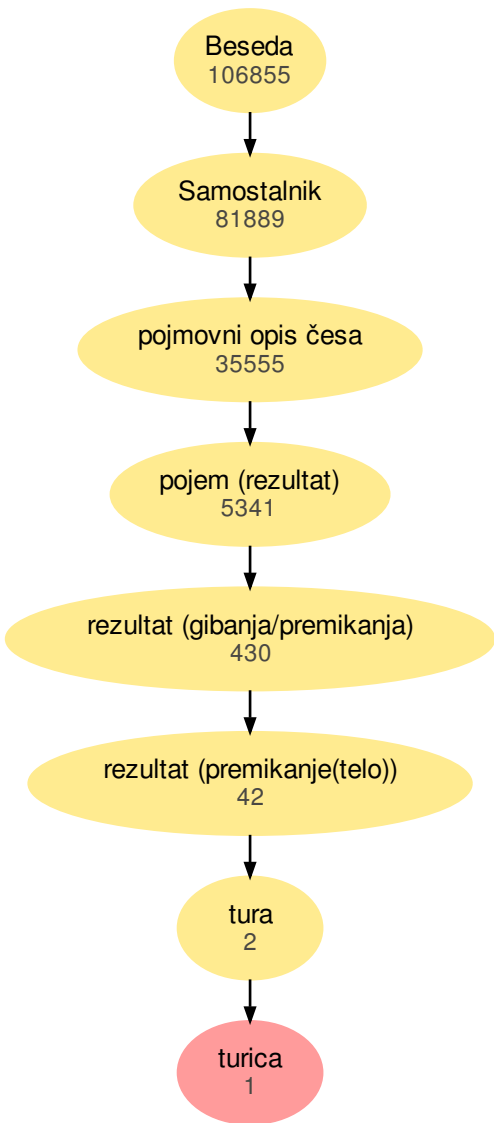 Beseda
106855
Samostalnik
81889
pojmovni opis česa
35555
pojem (rezultat)
5341
rezultat (gibanja/premikanja)
430
rezultat (premikanje(telo))
42
tura
2
turica
1